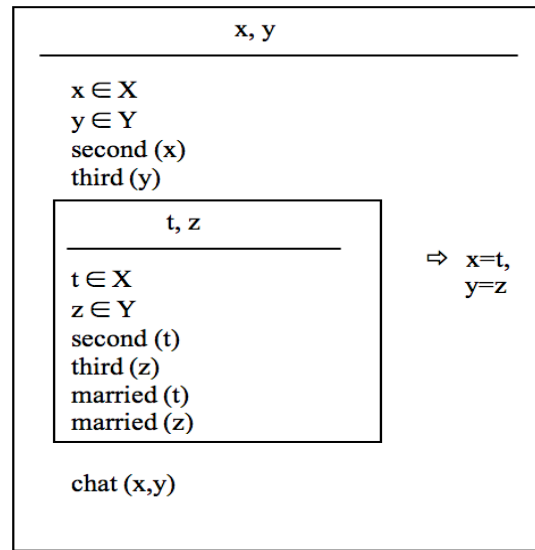 x, y
x ∈ X
y ∈ Y
second (x)
third (y)
t, z
t ∈ X
z ∈ Y
second (t)
third (z)
married (t)
married (z)
⇨ x=t,
y=z
chat (x,y)